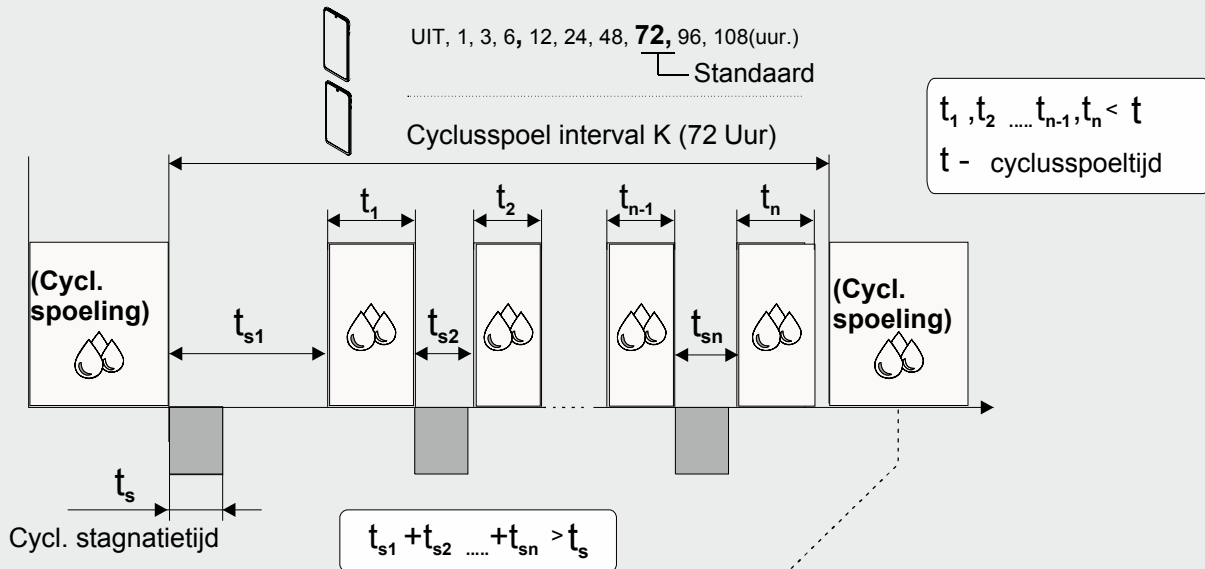 UIT, 1, 3, 6, 12, 24, 48, 72, 96, 108(uur.)
Standaard
Cyclusspoel interval K (72 Uur)
t1 ,t2 ..... tn-1,tn < t
t - cyclusspoeltijd
t1
t2
tn-1
tn
(Cycl.
spoeling)
ts1
ts2
tsn
(Cycl.
spoeling)
ts
Cycl. stagnatietijd
ts1 +ts2 ..... +tsn > ts